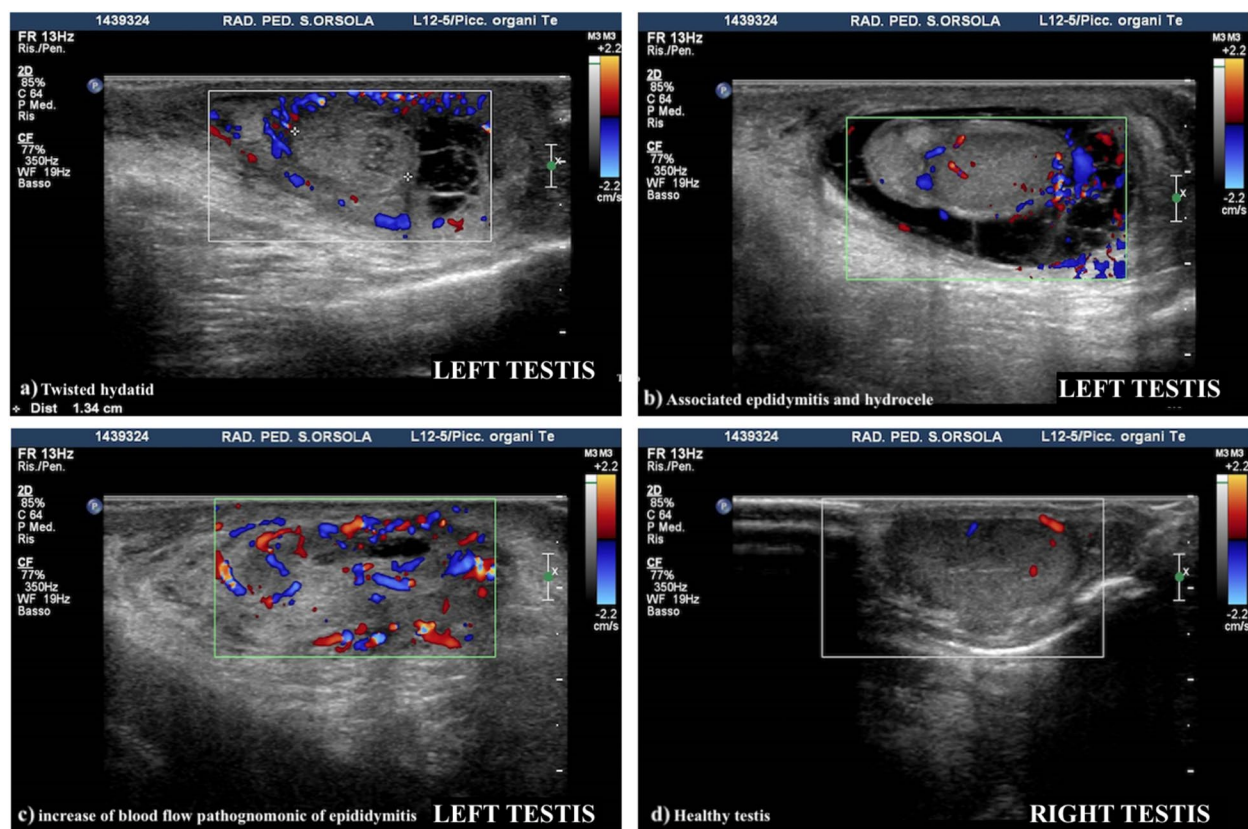 1439324 RAD. PED. S.ORSOLA L12-5/Picc. organi Te
FR 13Hz
Ris./Pen.
M3 M3
+2.2
2D
85%
C 64
P Med.
Ris
CF
77%
350Hz
WF 19Hz
Basso
P
x
-2.2
cm/s
LEFT TESTIS
a) Twisted hydatid
Dist 1.34 cm
1439324 RAD. PED. S.ORSOLA L12-5/Picc. organi Te
FR 13Hz
Ris./Pen.
M3 M3
+2.2
2D
85%
C 64
P Med.
Ris
CF
77%
350Hz
WF 19Hz
Basso
P
x
-2.2
cm/s
LEFT TESTIS
b) Associated epdidymitis and hydrocele
1439324 RAD. PED. S.ORSOLA L12-5/Picc. organi Te
FR 13Hz
Ris./Pen.
M3 M3
+2.2
2D
85%
C 64
P Med.
Ris
CF
77%
350Hz
WF 19Hz
Basso
P
x
-2.2
cm/s
c) increase of blood flow pathognomonic of epididymitis LEFT TESTIS
1439324 RAD. PED. S.ORSOLA L12-5/Picc. organi Te
FR 13Hz
Ris./Pen.
M3 M3
+2.2
2D
85%
C 64
P Med.
Ris
CF
77%
350Hz
WF 19Hz
Basso
P
x
-2.2
cm/s
d) Healthy testis RIGHT TESTIS